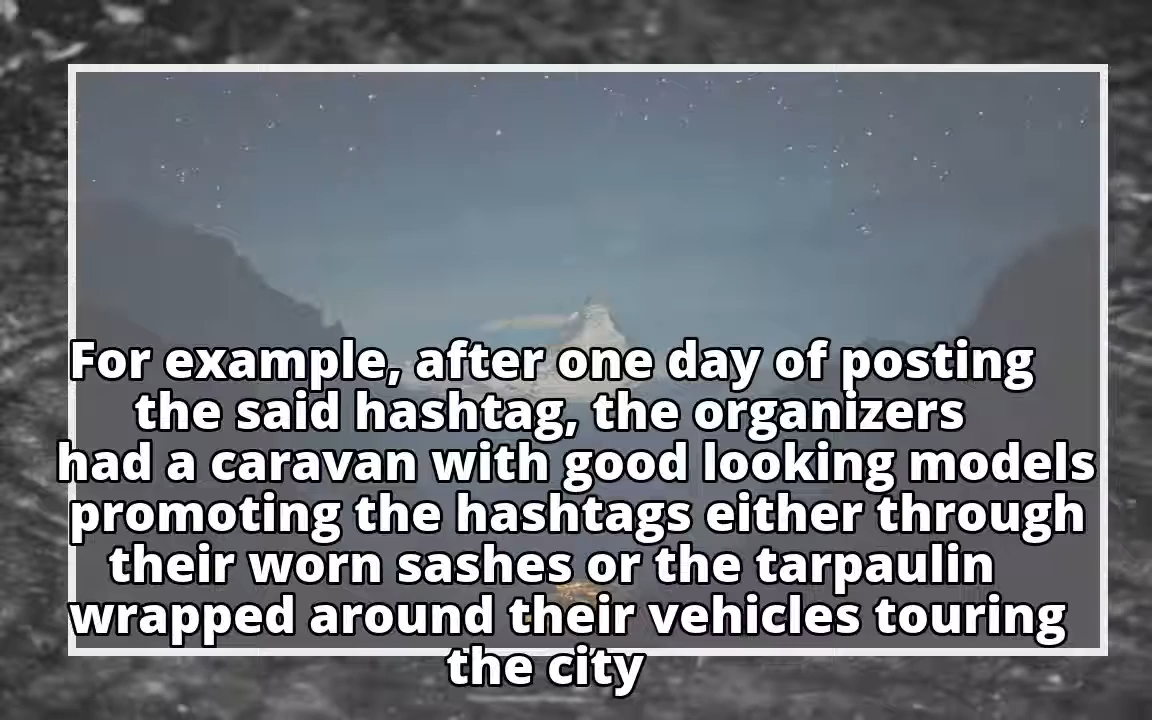 For example, after one day of posting
the said hashtag, the organizers
had a caravan with good looking models
promoting the hashtags either through
their worn sashes or the tarpaulin
wrapped around their vehicles touring
the city